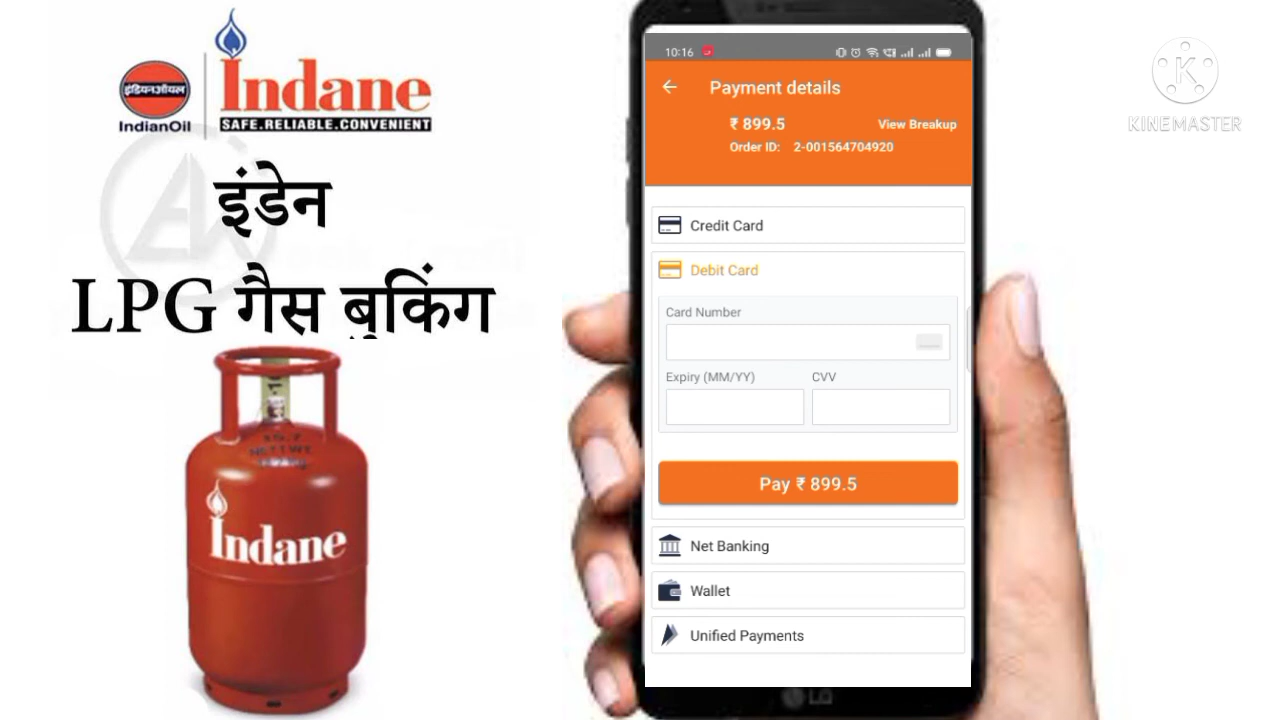 इंडियनऑयल
IndianOil
Indane
SAFE.RELIABLE.CONVENIENT
इंडेन
LPG गैस बुकिंग
Indane
10:16
Payment details
₹ 899.5
View Breakup
Order ID: 2-001564704920
Credit Card
Debit Card
Card Number
Expiry (MM/YY)
CVV
Pay ₹ 899.5
Net Banking
Wallet
Unified Payments
LG
K
KINEMASTER